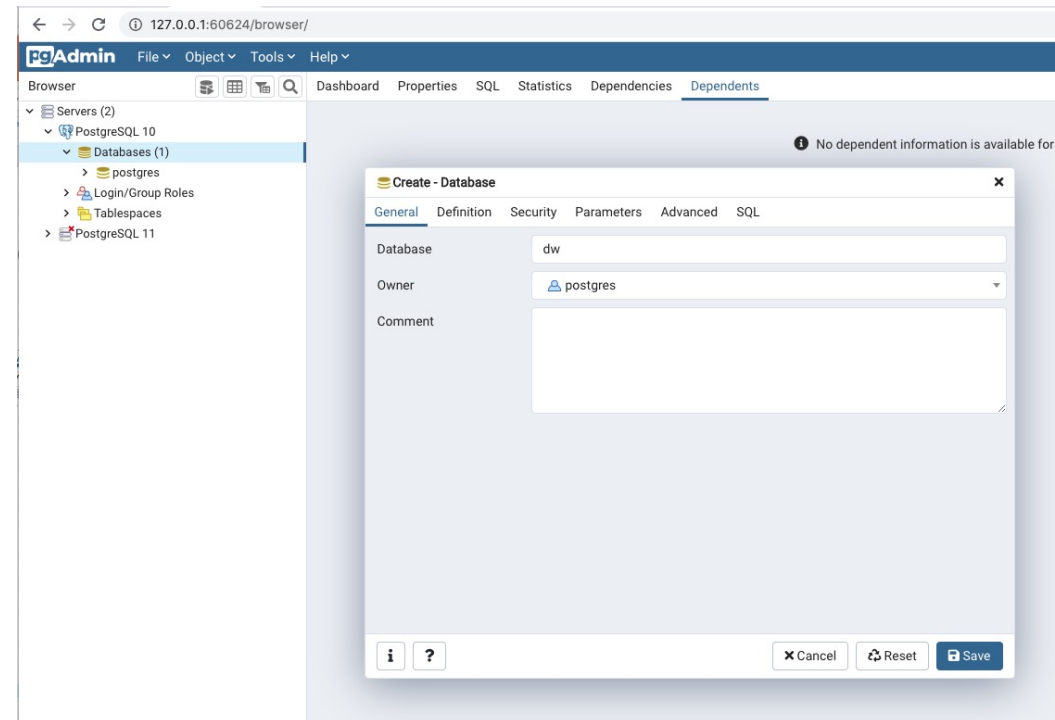 127.0.0.1:60624/browser/
pgAdmin File Object Tools Help
Browser Dashboard Properties SQL Statistics Dependencies Dependents
Servers (2)
PostgreSQL 10
Databases (1)
postgres
Login/Group Roles
Tablespaces
PostgreSQL 11
No dependent information is available for
Create - Database
General Definition Security Parameters Advanced SQL
Database dw
Owner postgres
Comment
i ? Cancel Reset Save